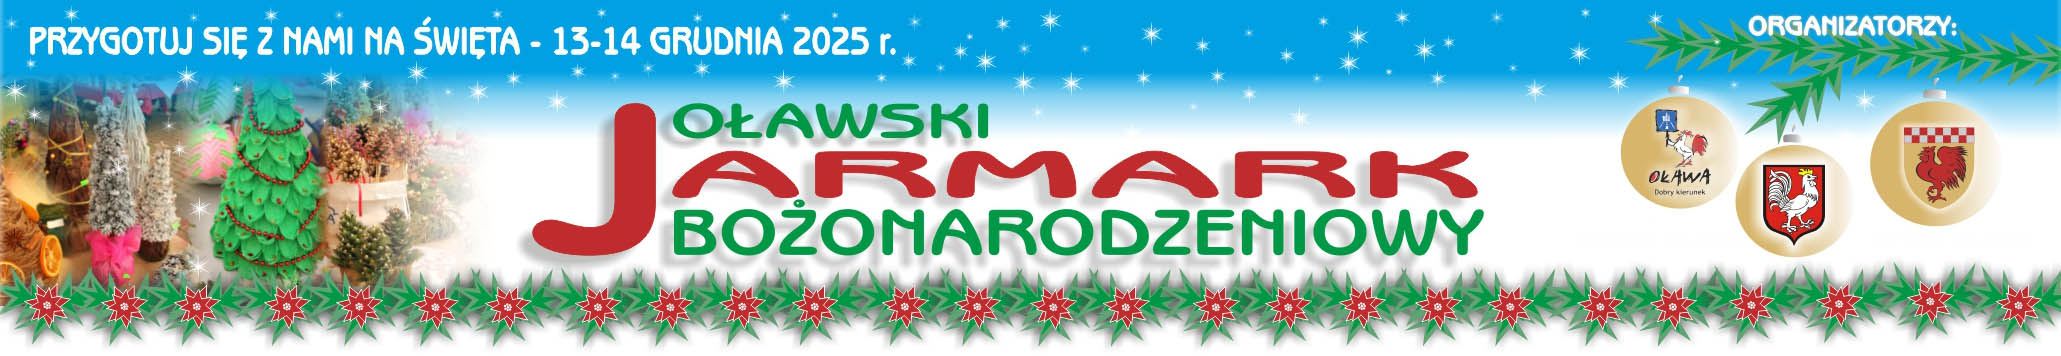 PRZYGOTUJ SIĘ Z NAMI NA ŚWIĘTA - 13-14 GRUDNIA 2025 r.
ORGANIZATORZY:
OŁAWSKI
JARMARK
BOŻONARODZENIOWY
OŁAWA
Dobry kierunek